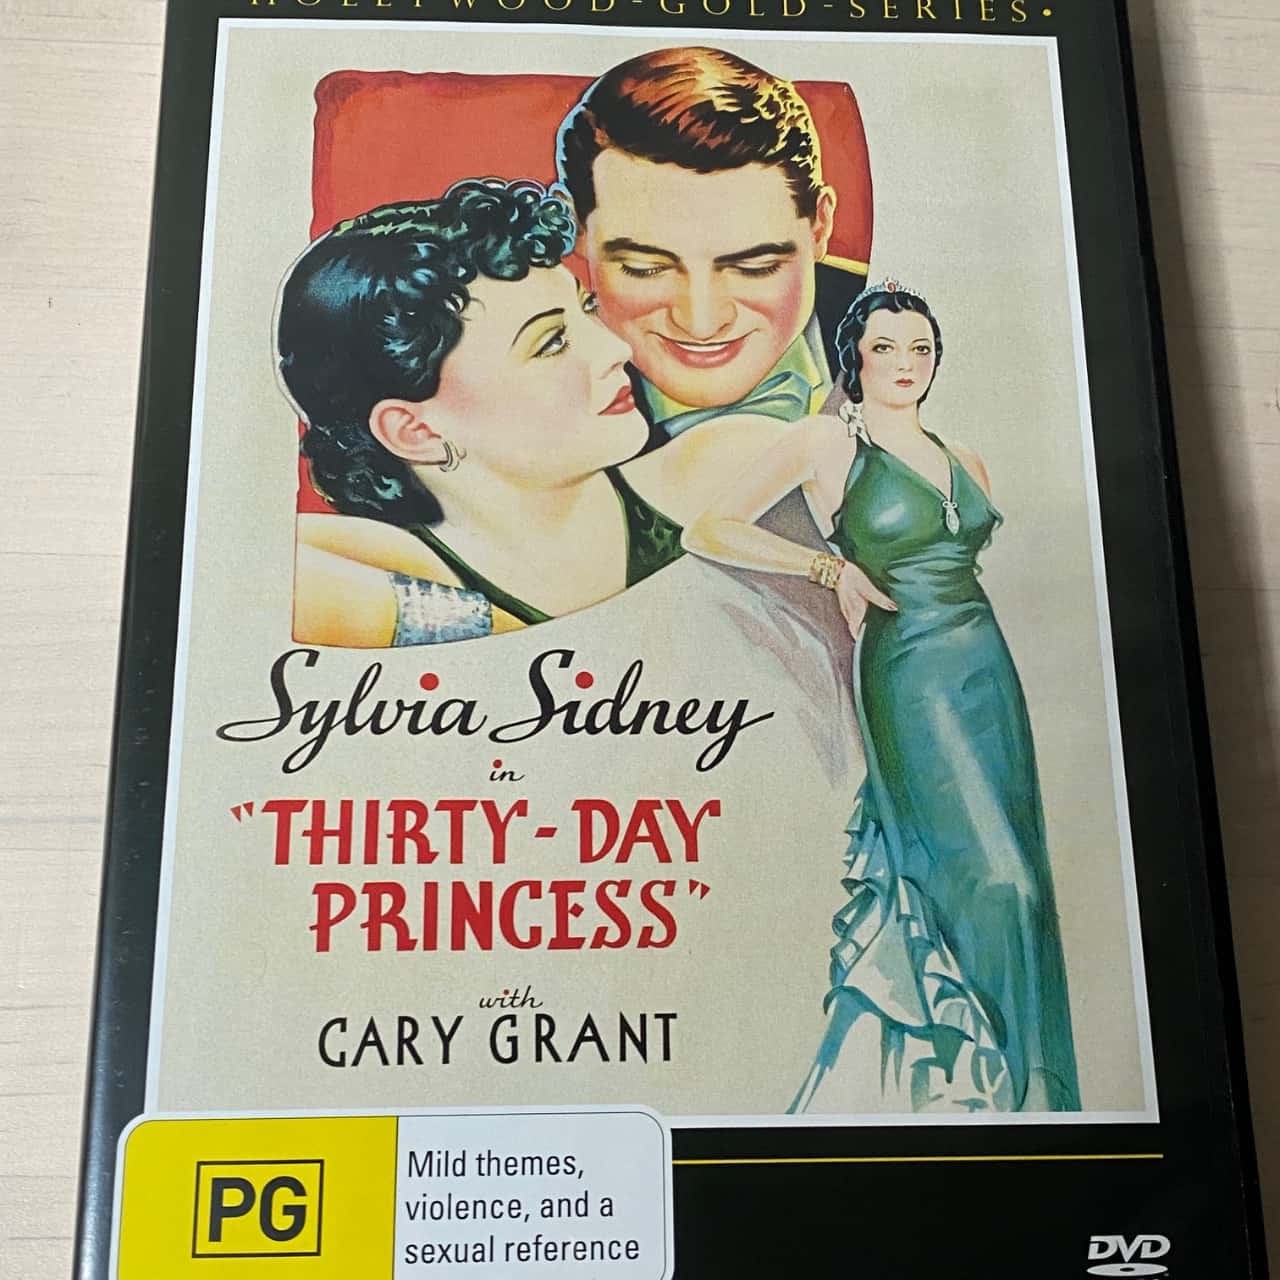 HOLLYWOOD-GOLD-SERIES•
Sylvia Sidney
in
"THIRTY-DAY
PRINCESS"
with
CARY GRANT
PG
Mild themes,
violence, and a
sexual reference
DVD